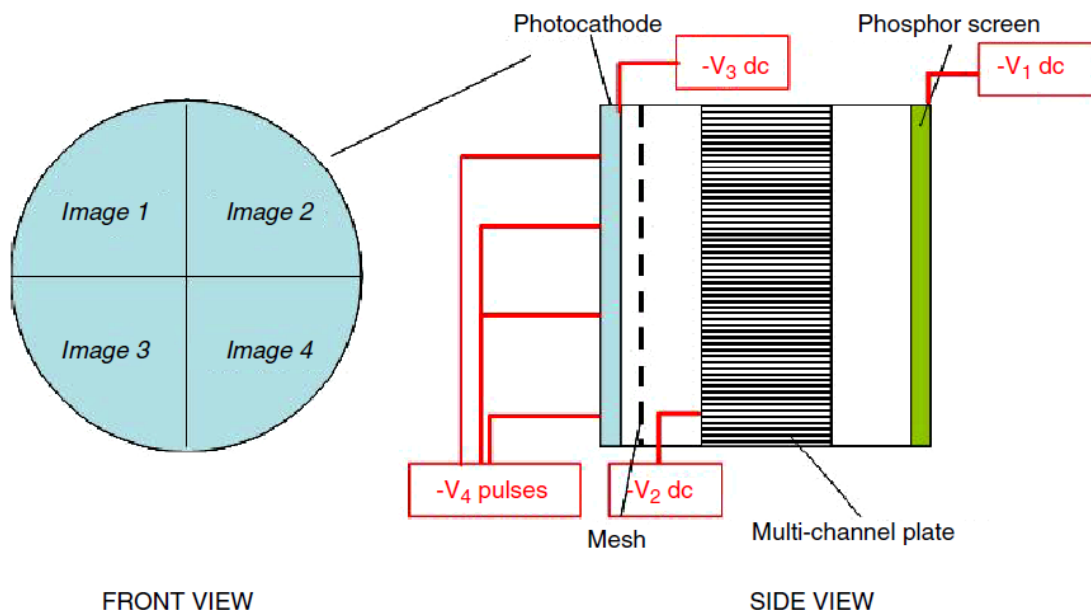 Photocathode
Phosphor screen
-V₃ dc
-V₁ dc
Image 1
Image 2
Image 3
Image 4
-V₄ pulses
-V₂ dc
Mesh
Multi-channel plate
FRONT VIEW
SIDE VIEW